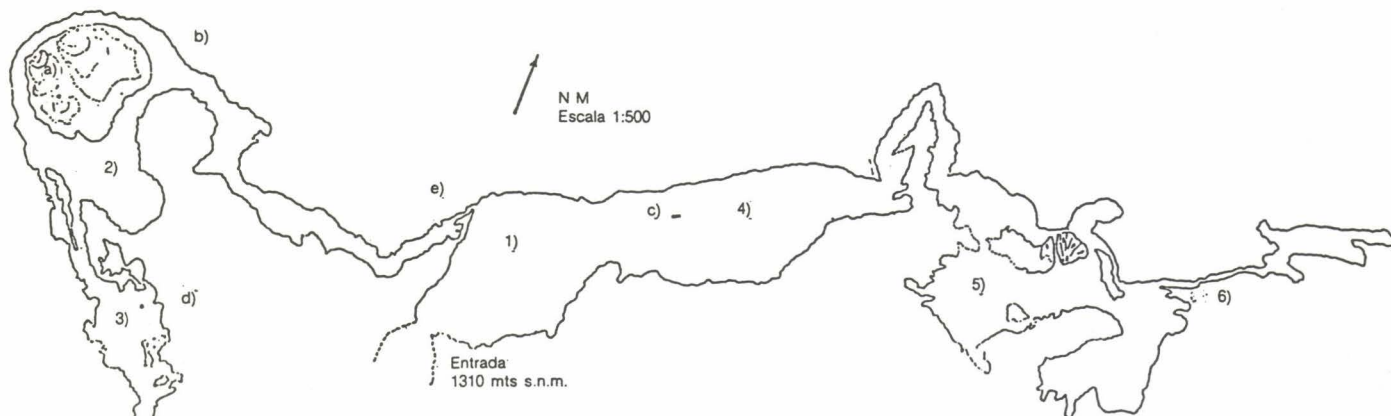 b)
a)
N M
Escala 1:500
2)
e)
c)
4)
1)
5)
d)
6)
3)
Entrada
1310 mts s.n.m.